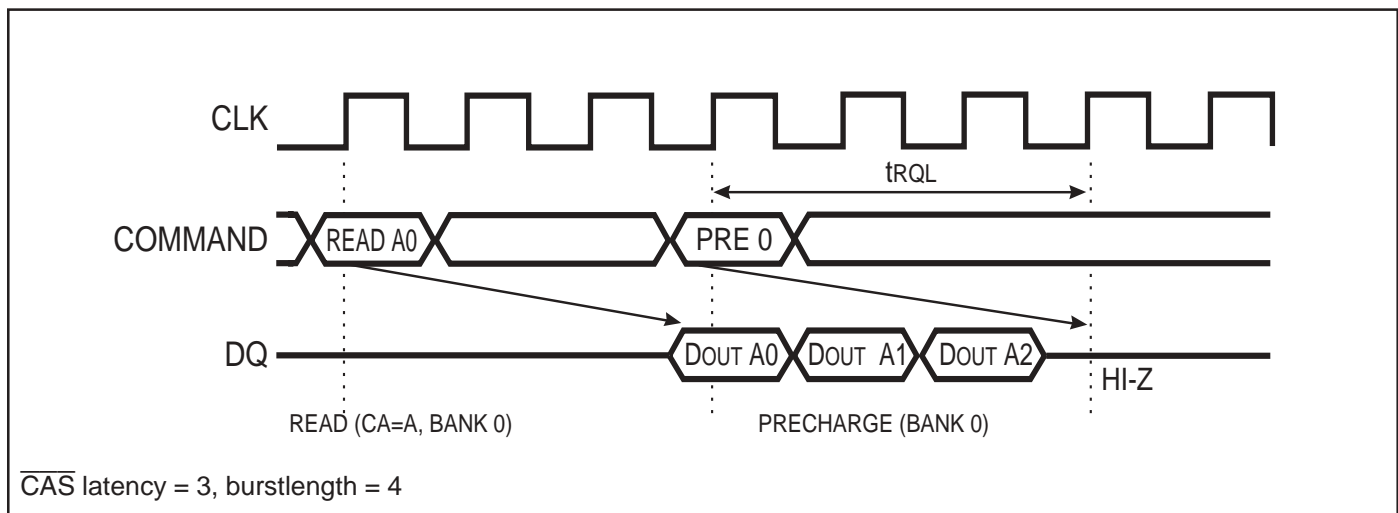 CLK
tRQL
COMMAND READ A0 PRE 0
DQ DOUT A0 DOUT A1 DOUT A2
HI-Z
READ (CA=A, BANK 0) PRECHARGE (BANK 0)
CAS latency = 3, burstlength = 4